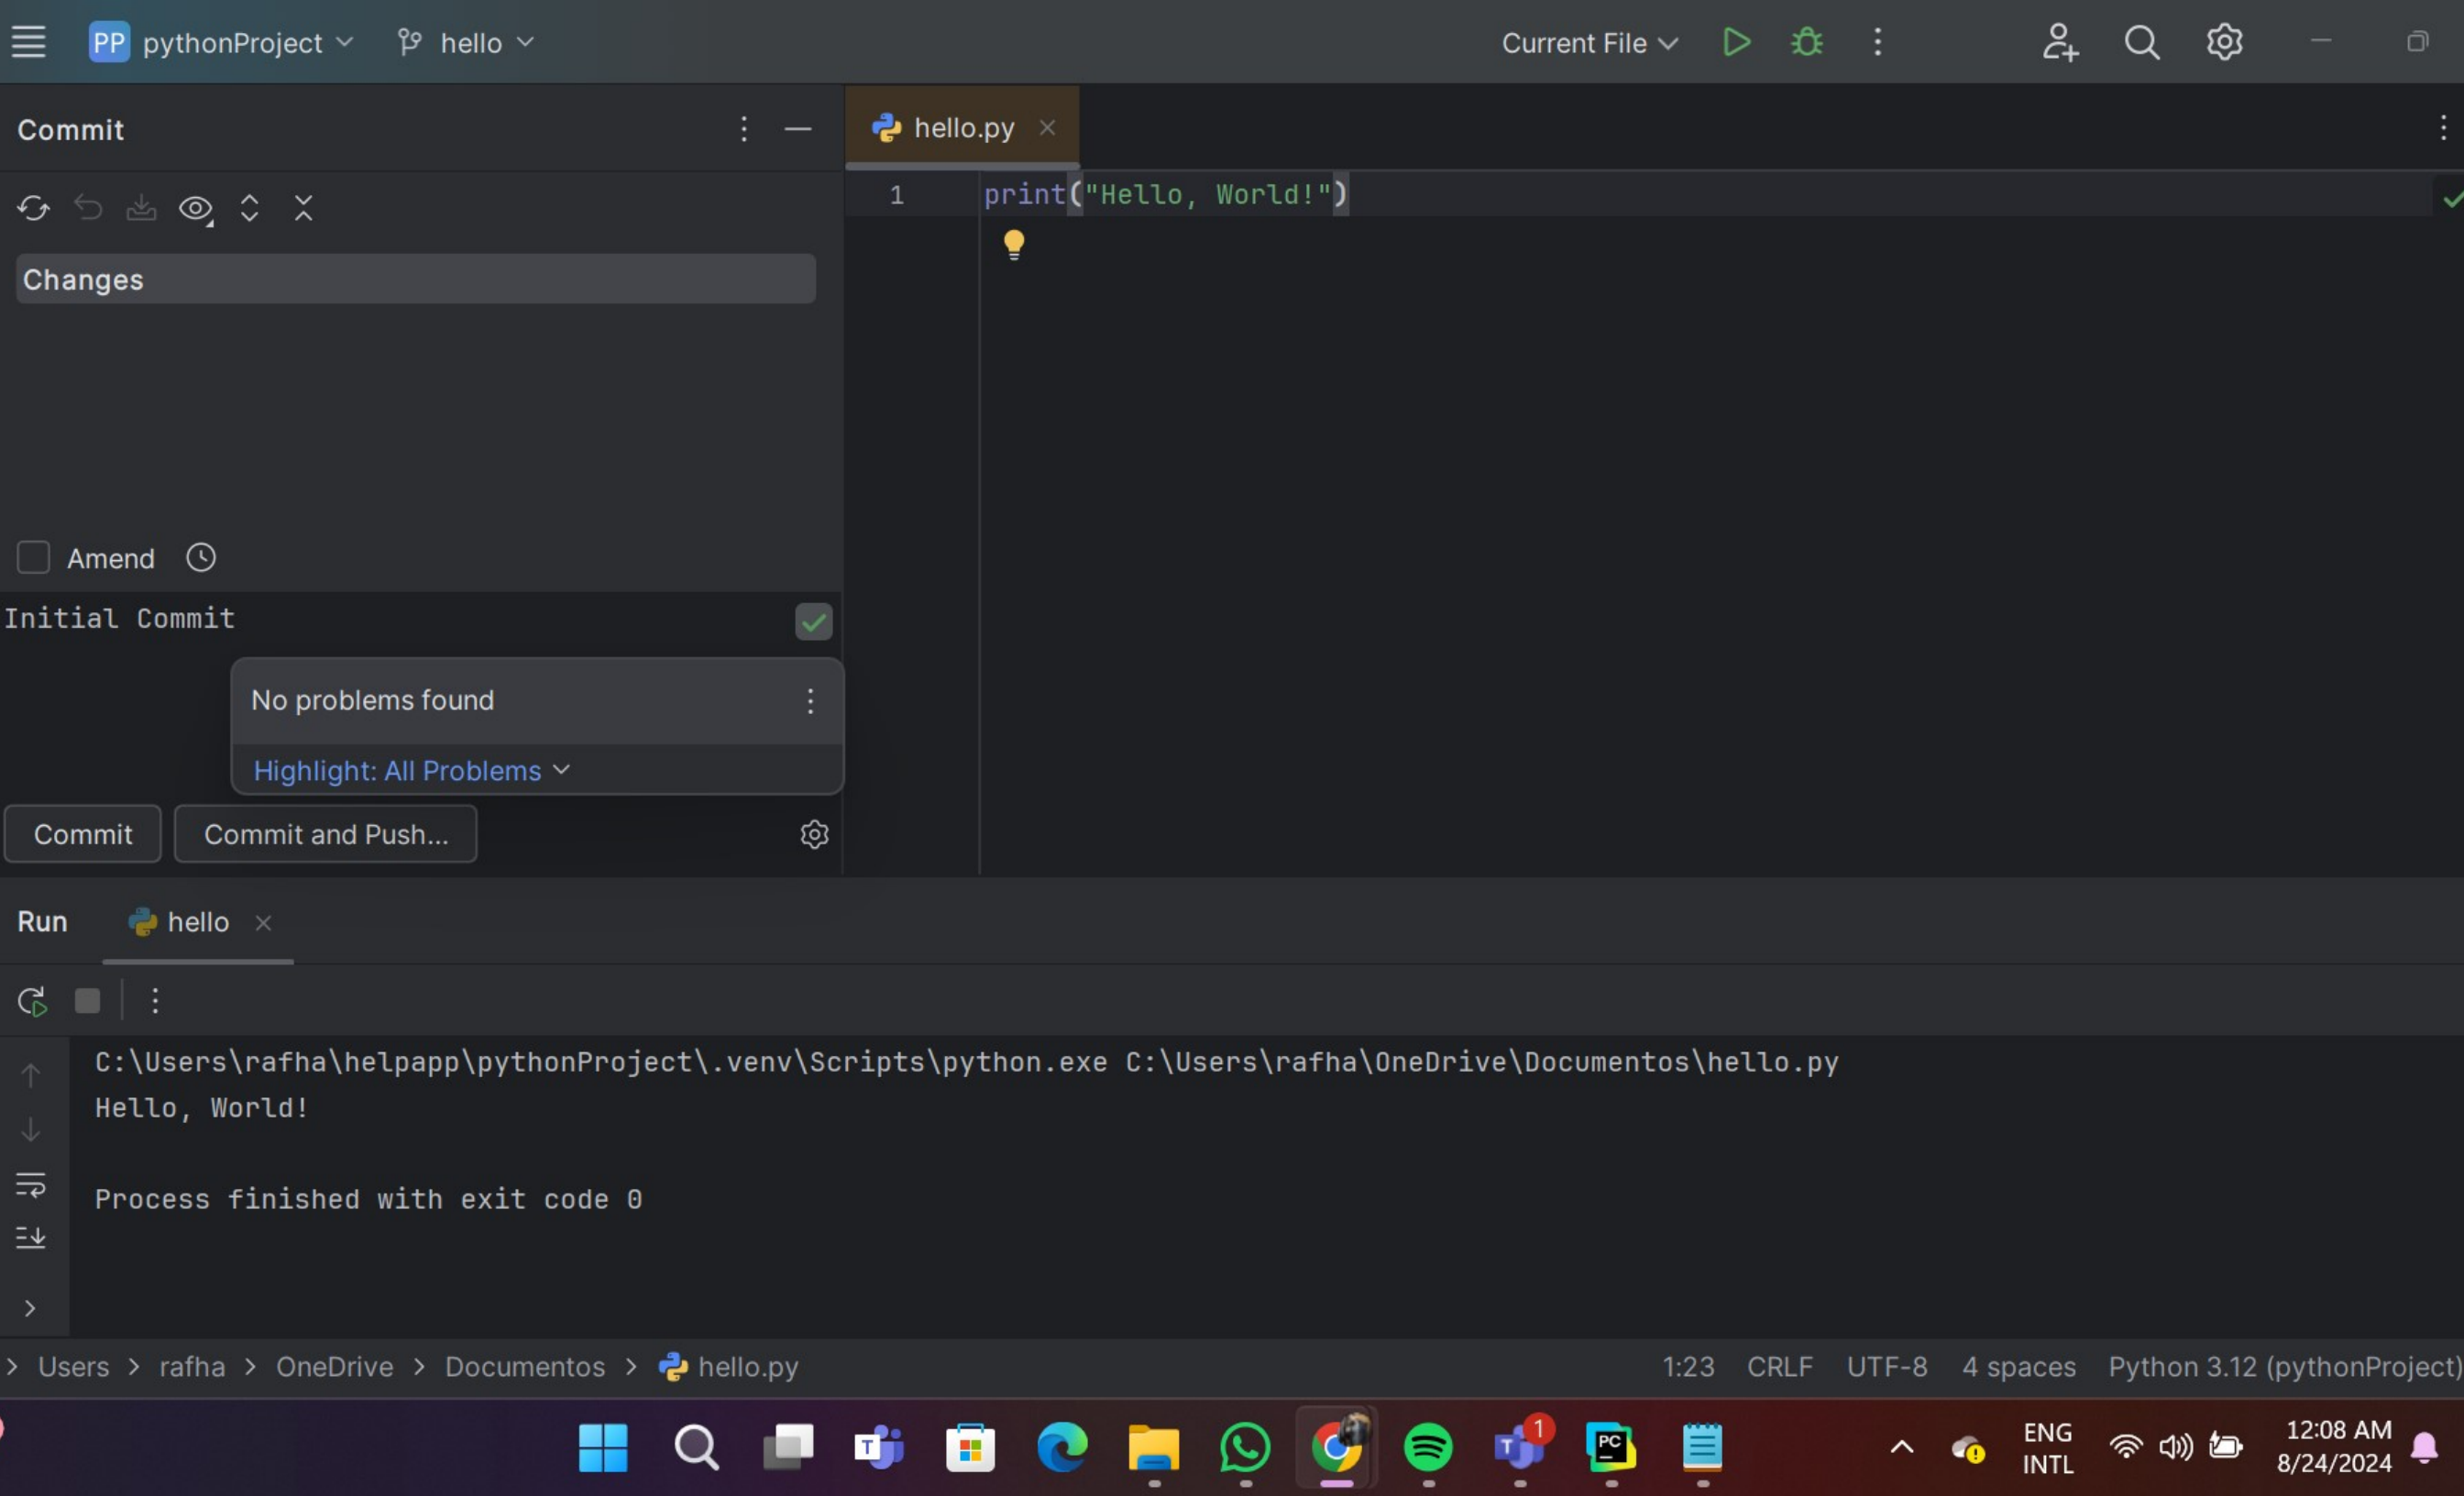 PP pythonProject hello Current File
Commit
hello.py
1 print("Hello, World!")
Changes
Amend
Initial Commit
No problems found
Highlight: All Problems
Commit Commit and Push...
Run hello
C:\Users\rafha\helpapp\pythonProject\.venv\Scripts\python.exe C:\Users\rafha\OneDrive\Documentos\hello.py
Hello, World!
Process finished with exit code 0
> Users > rafha > OneDrive > Documentos > hello.py 1:23 CRLF UTF-8 4 spaces Python 3.12 (pythonProject)
T T 1 PC
ENG 12:08 AM
INTL 8/24/2024